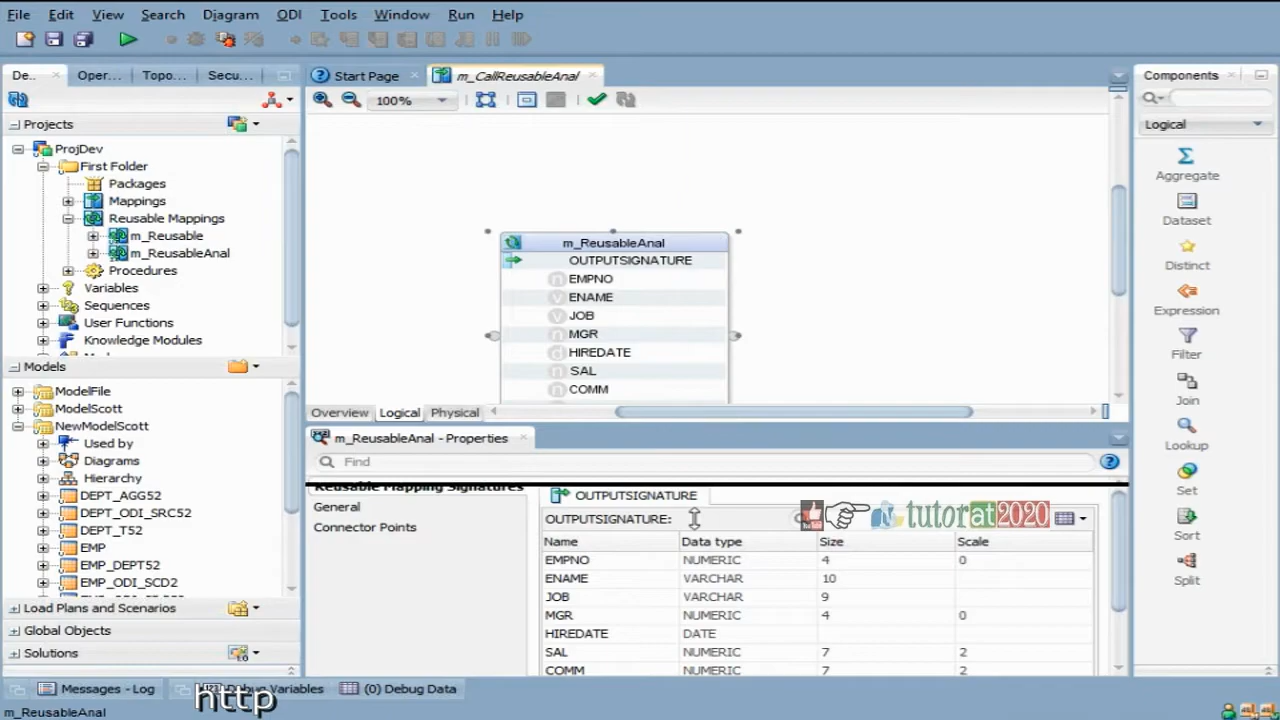 File Edit View Search Diagram ODI Tools Window Run Help
De... Oper... Topo... Secu...
Start Page m_CallReusableAnal
Components
100%
Logical
Projects
ProjDev
First Folder
Packages
Mappings
Reusable Mappings
m_Reusable
m_ReusableAnal
Procedures
Variables
Sequences
User Functions
Knowledge Modules
Models
ModelFile
ModelScott
NewModelScott
Used by
Diagrams
Hierarchy
DEPT_AGG52
DEPT_ODI_SRC52
DEPT_T52
EMP
EMP_DEPT52
EMP_ODI_SCD2
Load Plans and Scenarios
Global Objects
Solutions
m_ReusableAnal
OUTPUTSIGNATURE
EMPNO
ENAME
JOB
MGR
HIREDATE
SAL
COMM
Overview Logical Physical
m_ReusableAnal - Properties
Find
Reusable Mapping Signatures
General
Connector Points
OUTPUTSIGNATURE
OUTPUTSIGNATURE:
tutorat2020
Name Data type Size Scale
EMPNO NUMERIC 4 0
ENAME VARCHAR 10
JOB VARCHAR 9
MGR NUMERIC 4 0
HIREDATE DATE
SAL NUMERIC 7 2
COMM NUMERIC 7 2
Aggregate
Dataset
Distinct
Expression
Filter
Join
Lookup
Set
Sort
Split
Messages - Log Debug Variables (0) Debug Data
http
m_ReusableAnal